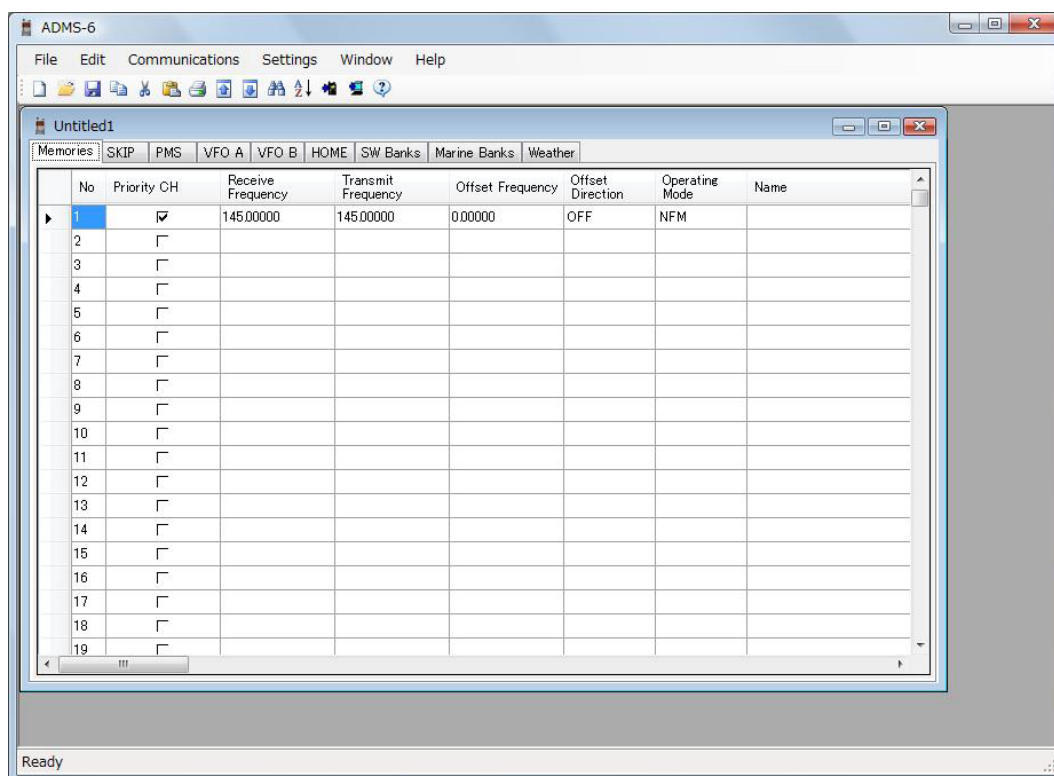 ADMS-6
File Edit Communications Settings Window Help
Untitled1
Memories SKIP PMS VFO A VFO B HOME SW Banks Marine Banks Weather
No Priority CH Receive Frequency Transmit Frequency Offset Frequency Offset Direction Operating Mode Name
1 145.00000 145.00000 0.00000 OFF NFM
2
3
4
5
6
7
8
9
10
11
12
13
14
15
16
17
18
19
Ready